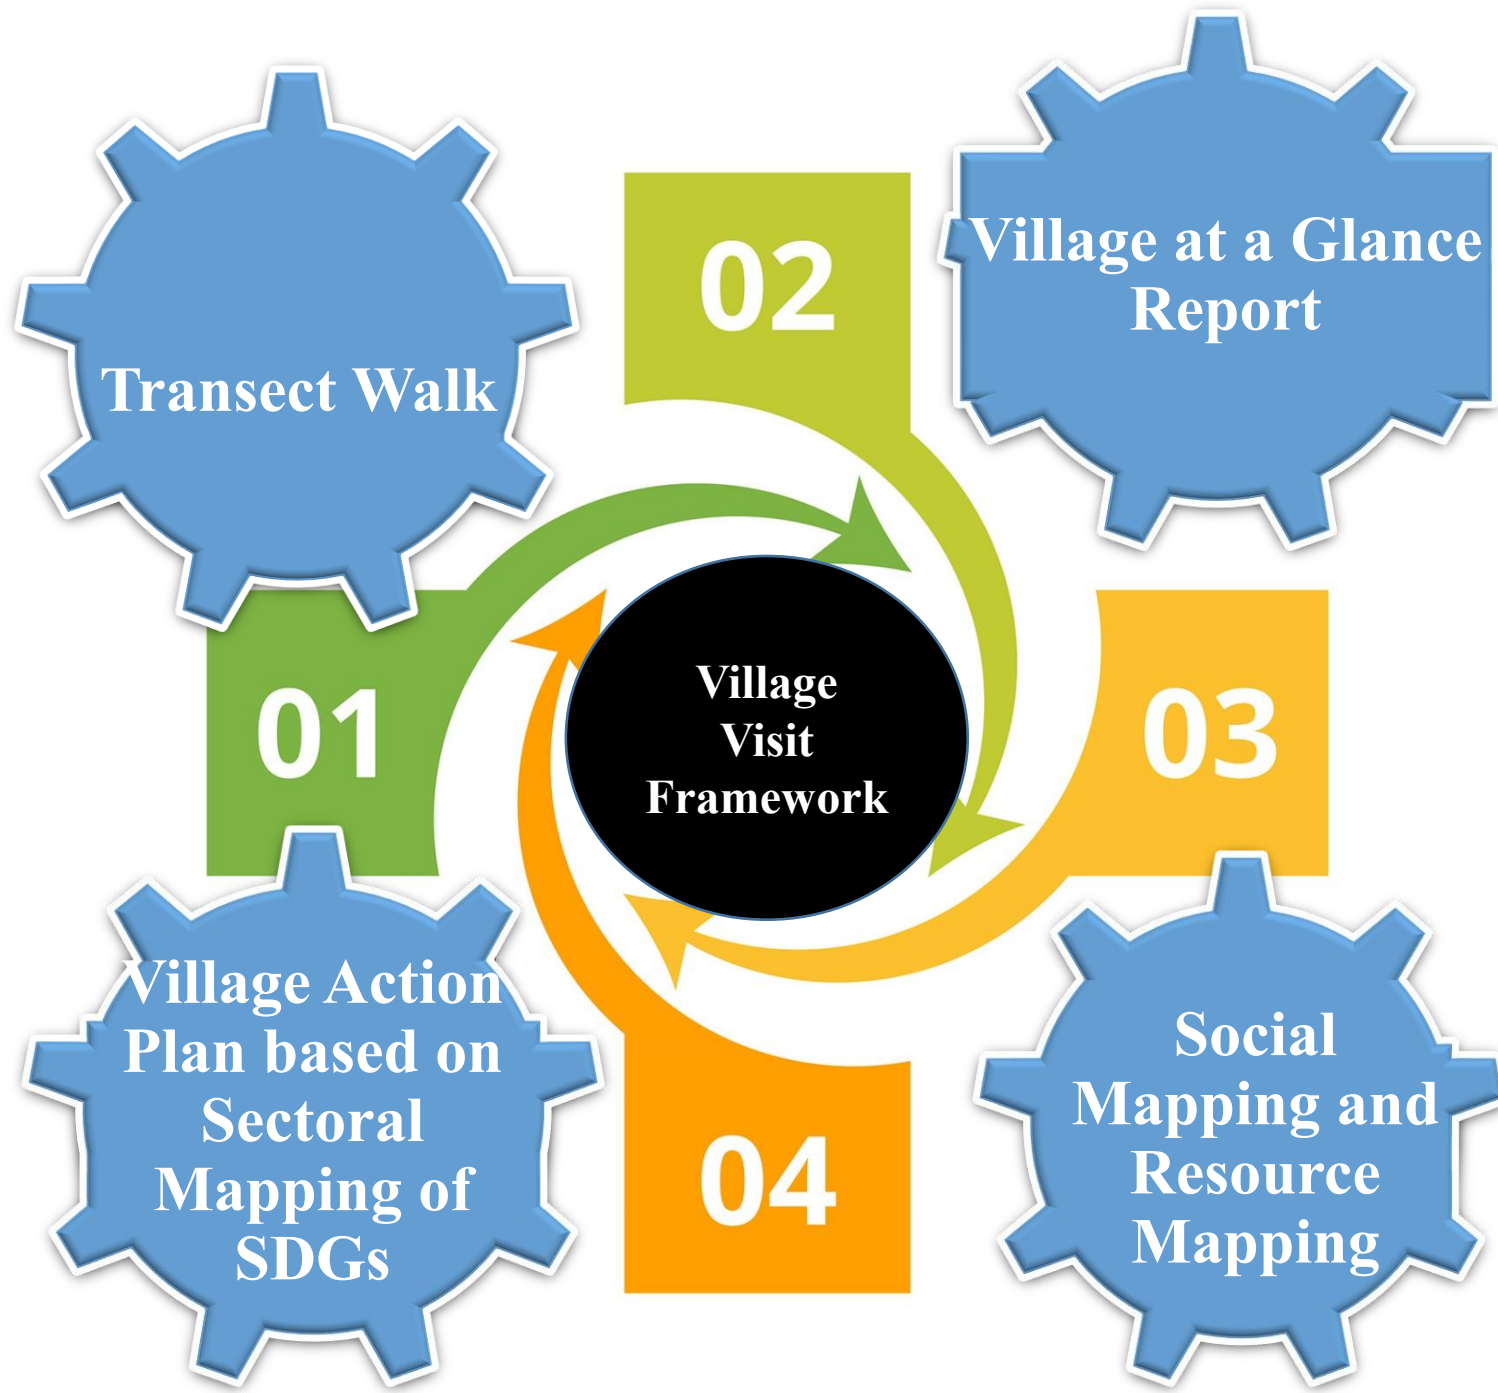 Transect Walk
02
Village at a Glance
Report
01
Village
Visit
Framework
03
Village Action
Plan based on
Sectoral
Mapping of
SDGs
04
Social
Mapping and
Resource
Mapping